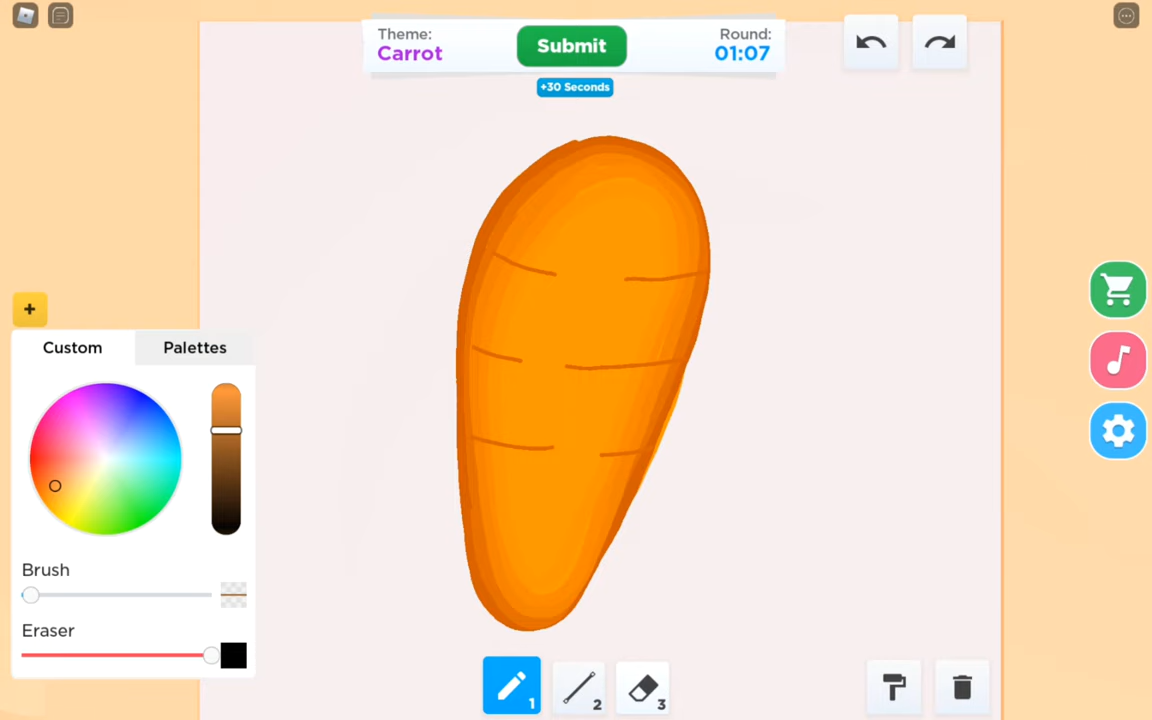 Theme:
Carrot
Submit
Round:
01:07
+30 Seconds
+
Custom
Palettes
Brush
Eraser
1
2
3